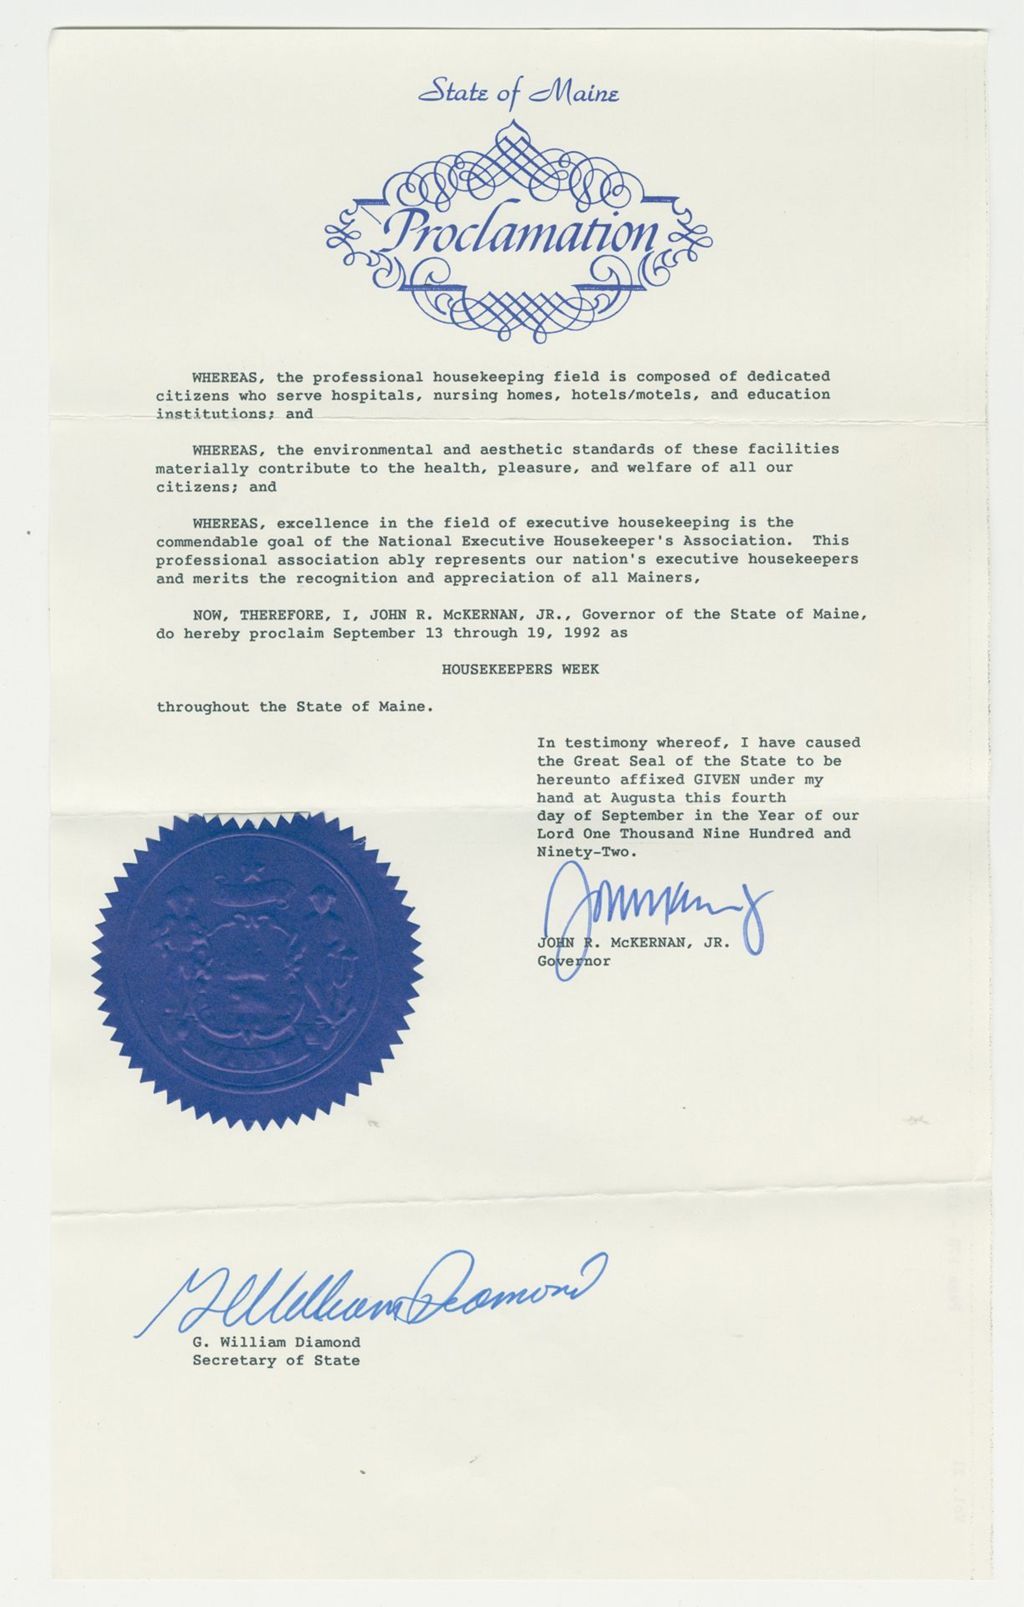 State of Maine
Proclamation
WHEREAS, the professional housekeeping field is composed of dedicated
citizens who serve hospitals, nursing homes, hotels/motels, and education
institutions; and
WHEREAS, the environmental and aesthetic standards of these facilities
materially contribute to the health, pleasure, and welfare of all our
citizens; and
WHEREAS, excellence in the field of executive housekeeping is the
commendable goal of the National Executive Housekeeper's Association. This
professional association ably represents our nation's executive housekeepers
and merits the recognition and appreciation of all Mainers,
NOW, THEREFORE, I, JOHN R. McKERNAN, JR., Governor of the State of Maine,
do hereby proclaim September 13 through 19, 1992 as
HOUSEKEEPERS WEEK
throughout the State of Maine.
In testimony whereof, I have caused
the Great Seal of the State to be
hereunto affixed GIVEN under my
hand at Augusta this fourth
day of September in the Year of our
Lord One Thousand Nine Hundred and
Ninety-Two.
JOHN R. McKERNAN, JR.
Governor
G William Diamond
G. William Diamond
Secretary of State